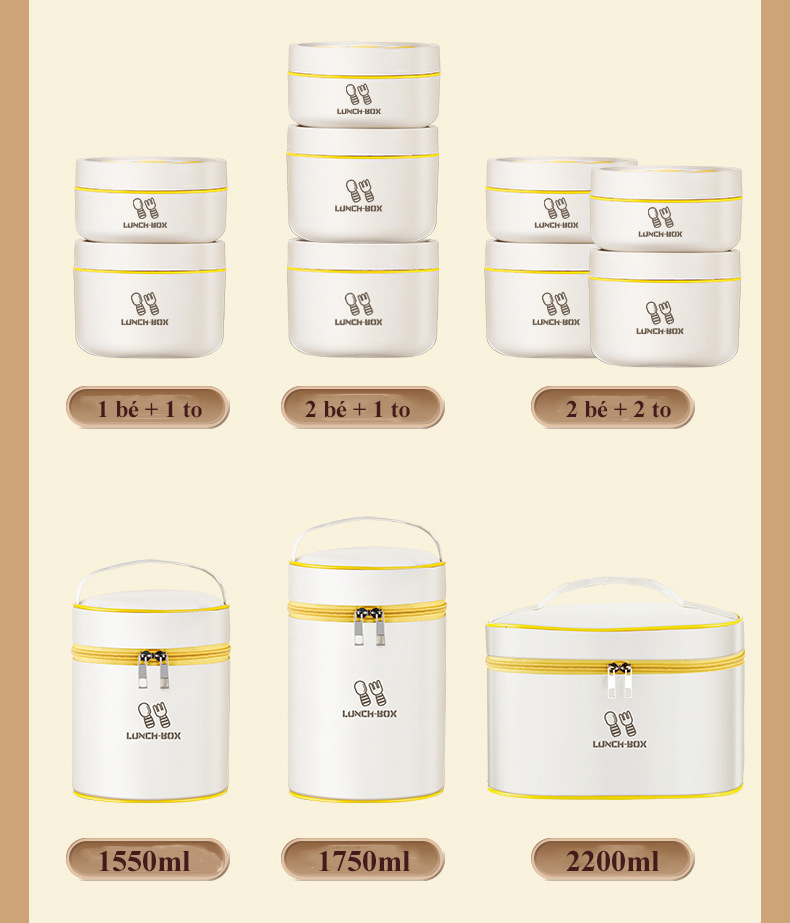 LUNCH-BOX
LUNCH-BOX
LUNCH-BOX
LUNCH-BOX
LUNCH-BOX
LUNCH-BOX
LUNCH-BOX
LUNCH-BOX
LUNCH-BOX
1 bé + 1 to
2 bé + 1 to
2 bé + 2 to
LUNCH-BOX
LUNCH-BOX
LUNCH-BOX
1550ml
1750ml
2200ml